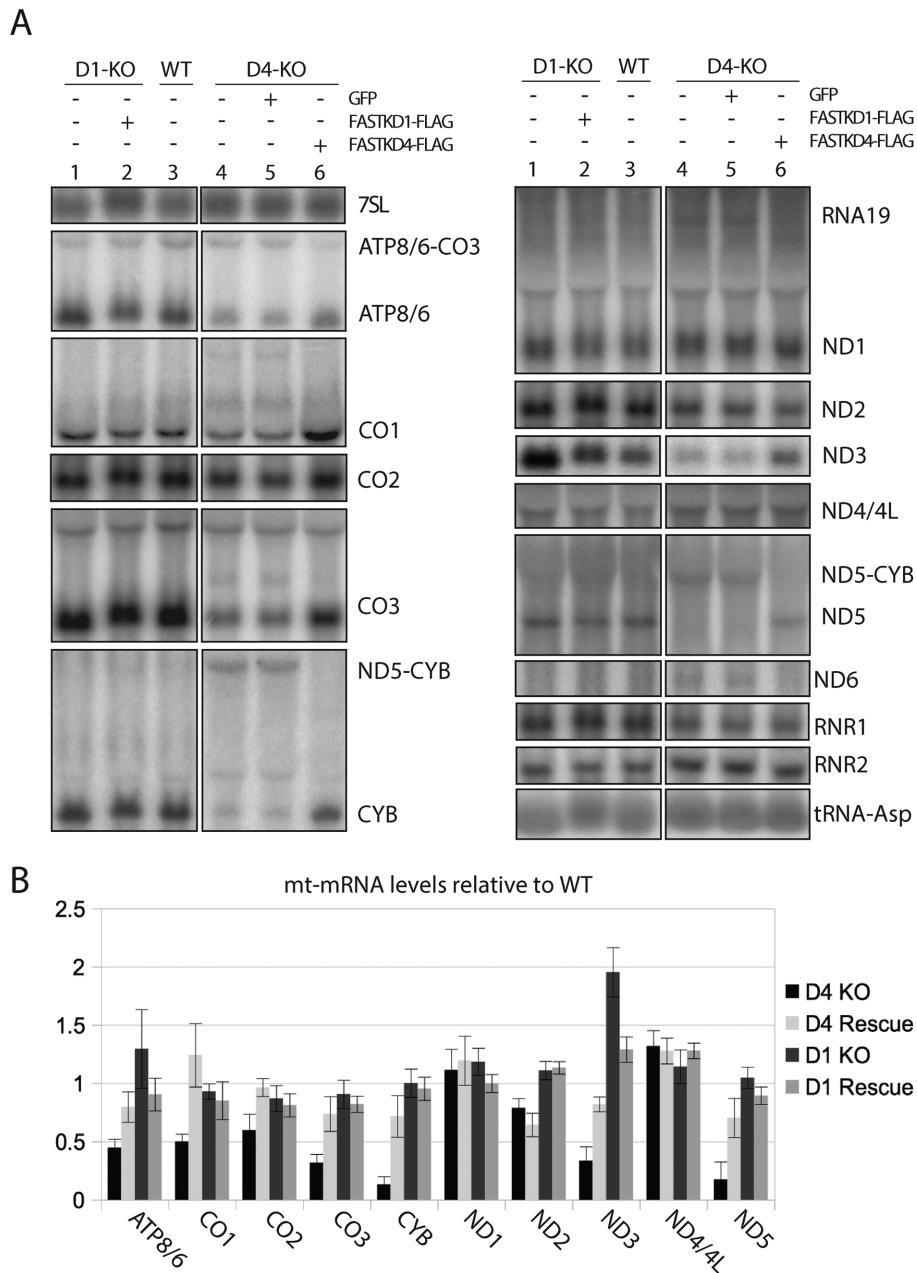 A
D1-KO WT D4-KO
- - - - + - GFP
- + - - - - FASTKD1-FLAG
- - - - - + FASTKD4-FLAG
1 2 3 4 5 6
7SL
ATP8/6-CO3
ATP8/6
CO1
CO2
CO3
ND5-CYB
CYB
D1-KO WT D4-KO
- - - - + - GFP
- + - - - - FASTKD1-FLAG
- - - - - + FASTKD4-FLAG
1 2 3 4 5 6
RNA19
ND1
ND2
ND3
ND4/4L
ND5-CYB
ND5
ND6
RNR1
RNR2
tRNA-Asp
B
mt-mRNA levels relative to WT
2.5
2
1.5
1
0.5
0
ATP8/6 CO1 CO2 CO3 CYB ND1 ND2 ND3 ND4/4L ND5
D4 KO
D4 Rescue
D1 KO
D1 Rescue